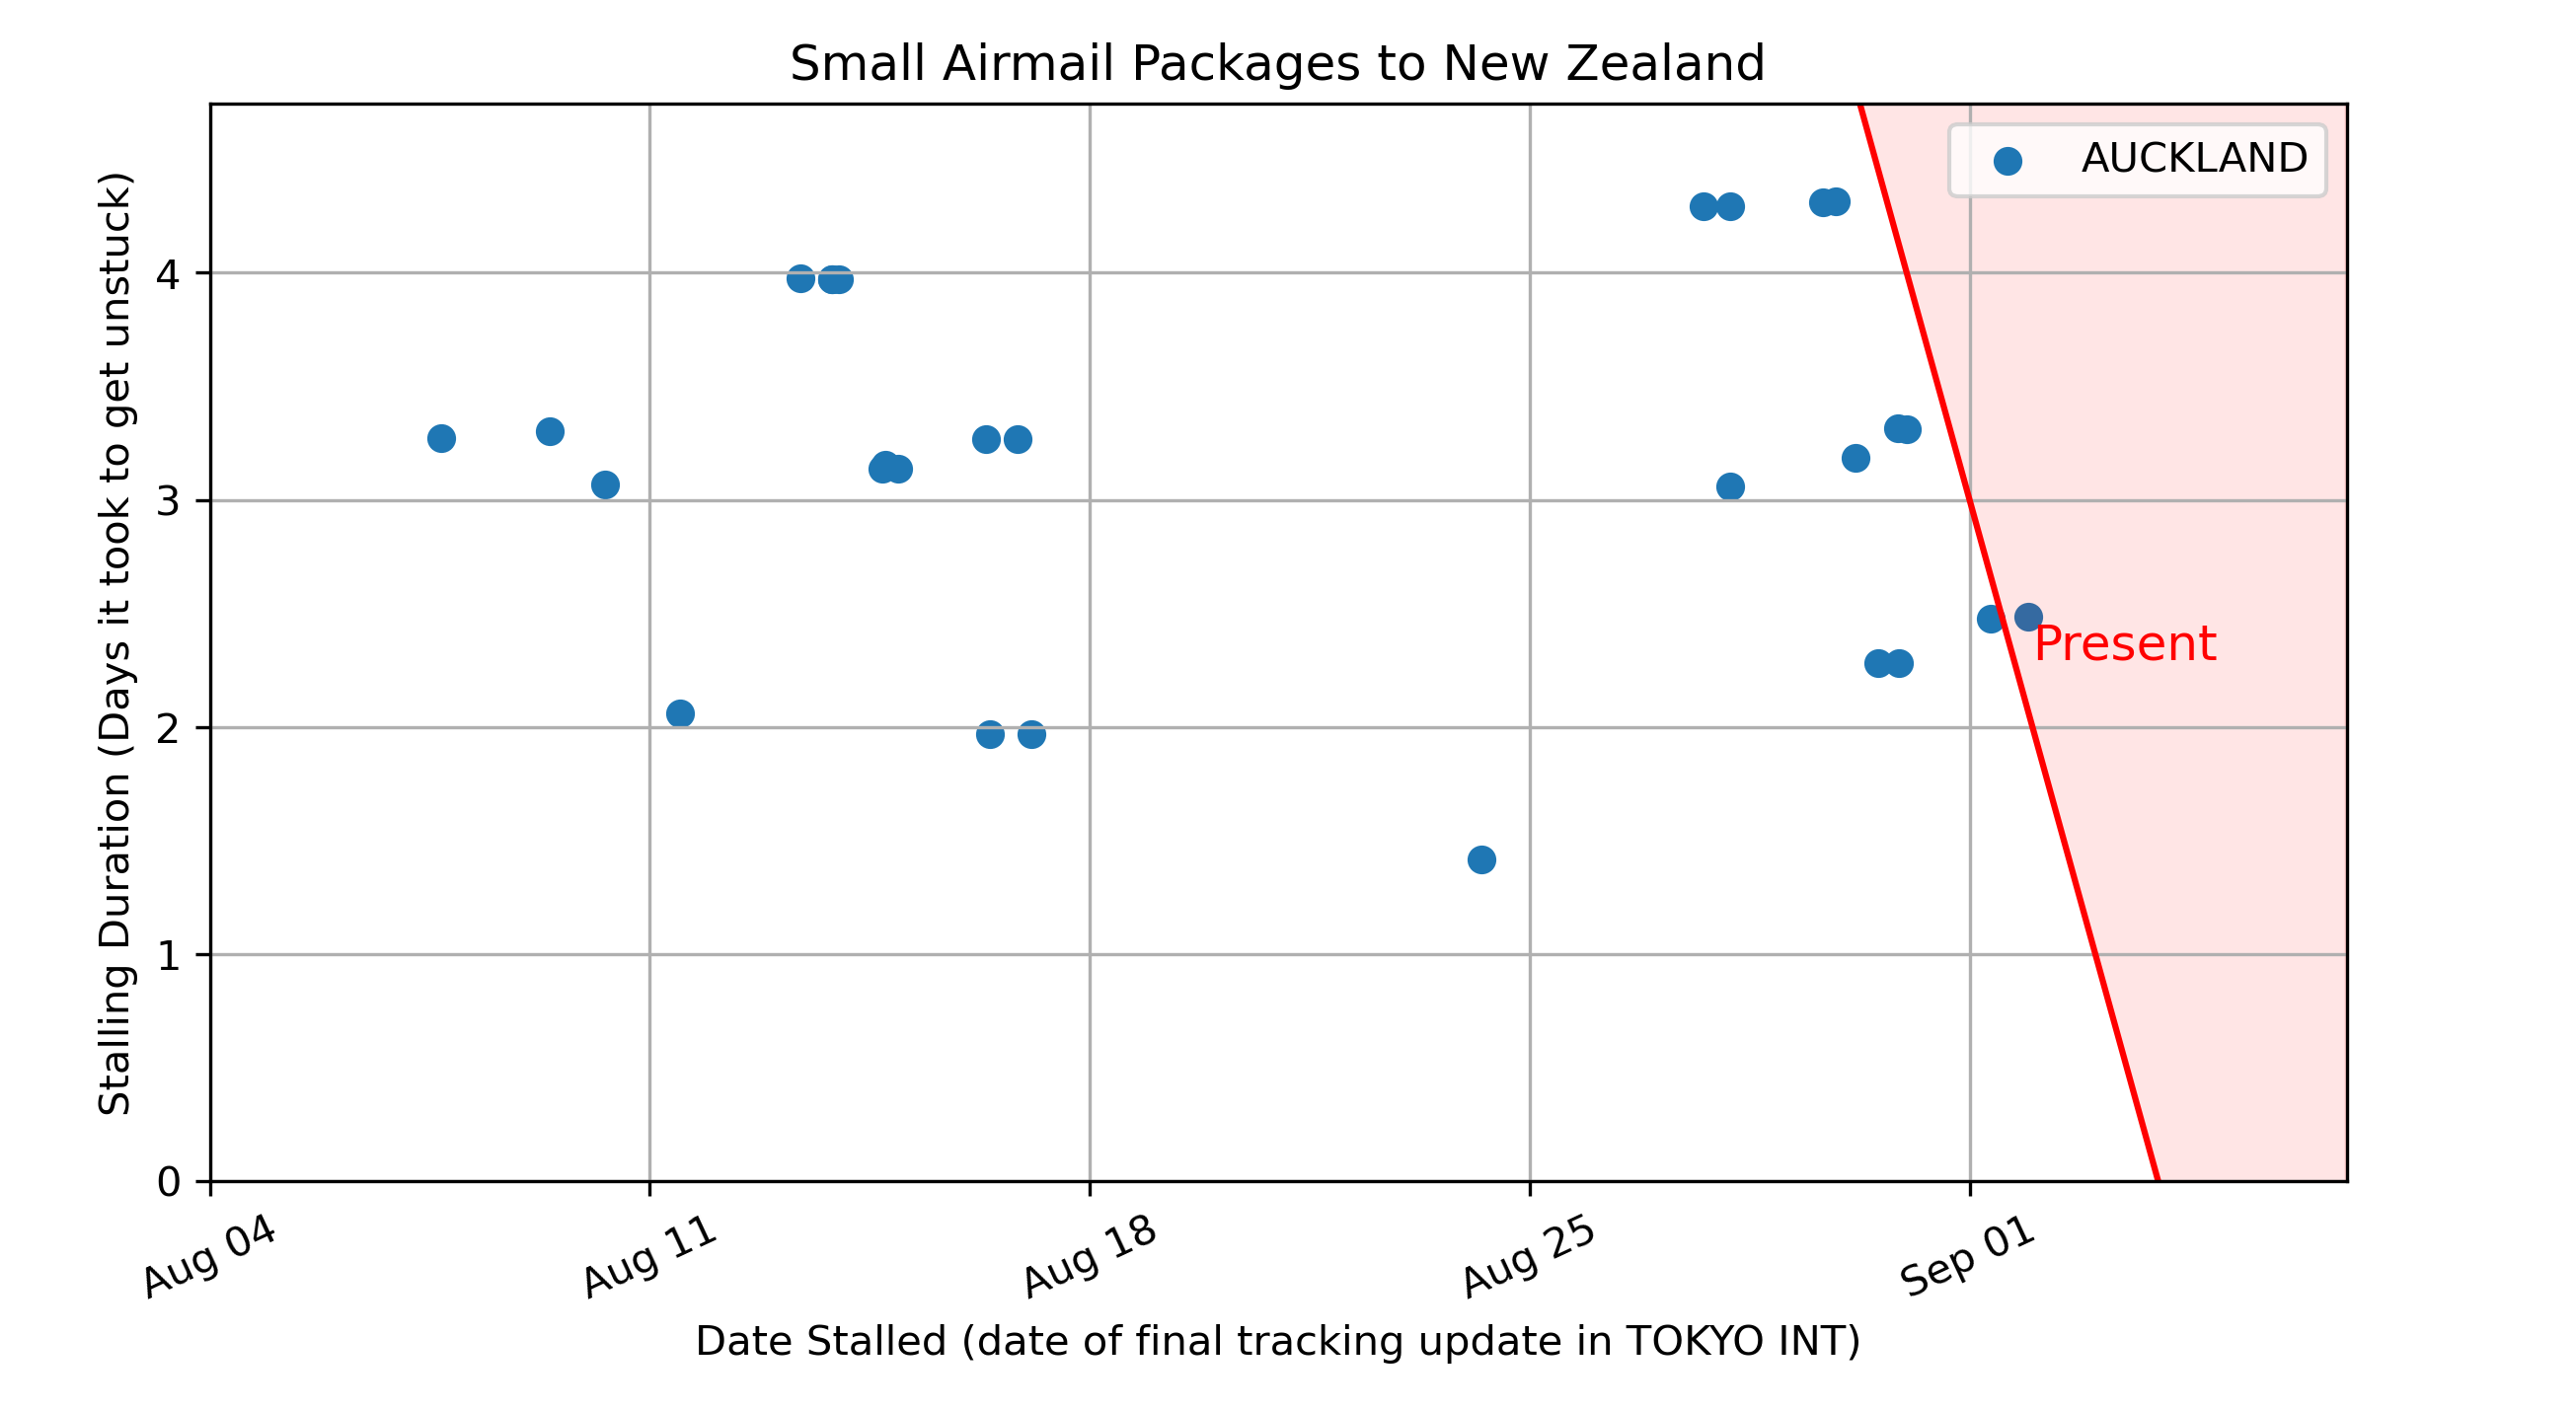 Small Airmail Packages to New Zealand
AUCKLAND
Stalling Duration (Days it took to get unstuck)
4
3
2
1
0
Present
Aug 04
Aug 11
Aug 18
Aug 25
Sep 01
Date Stalled (date of final tracking update in TOKYO INT)